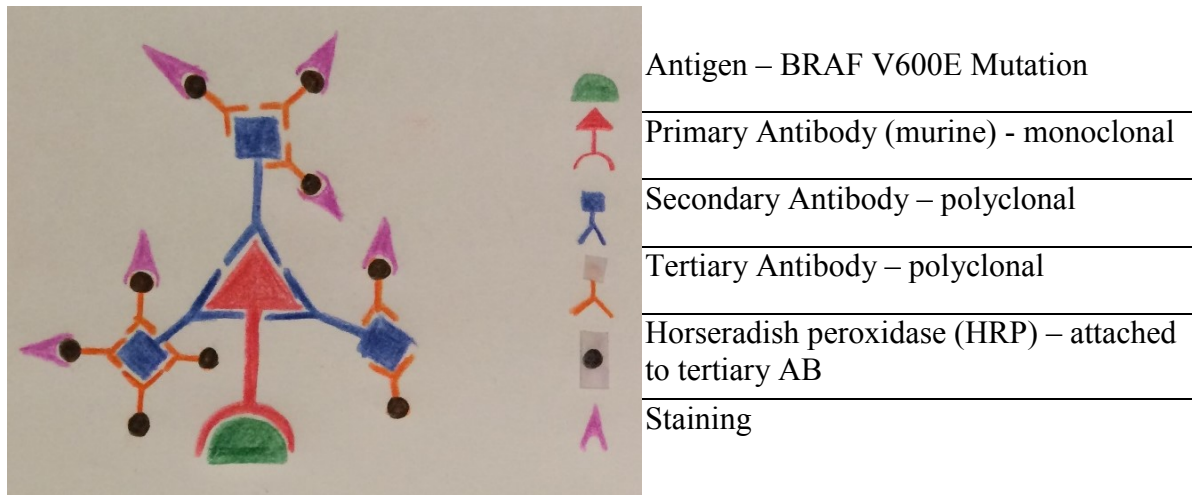 Antigen – BRAF V600E Mutation
Primary Antibody (murine) - monoclonal
Secondary Antibody – polyclonal
Tertiary Antibody – polyclonal
Horseradish peroxidase (HRP) – attached
to tertiary AB
Staining